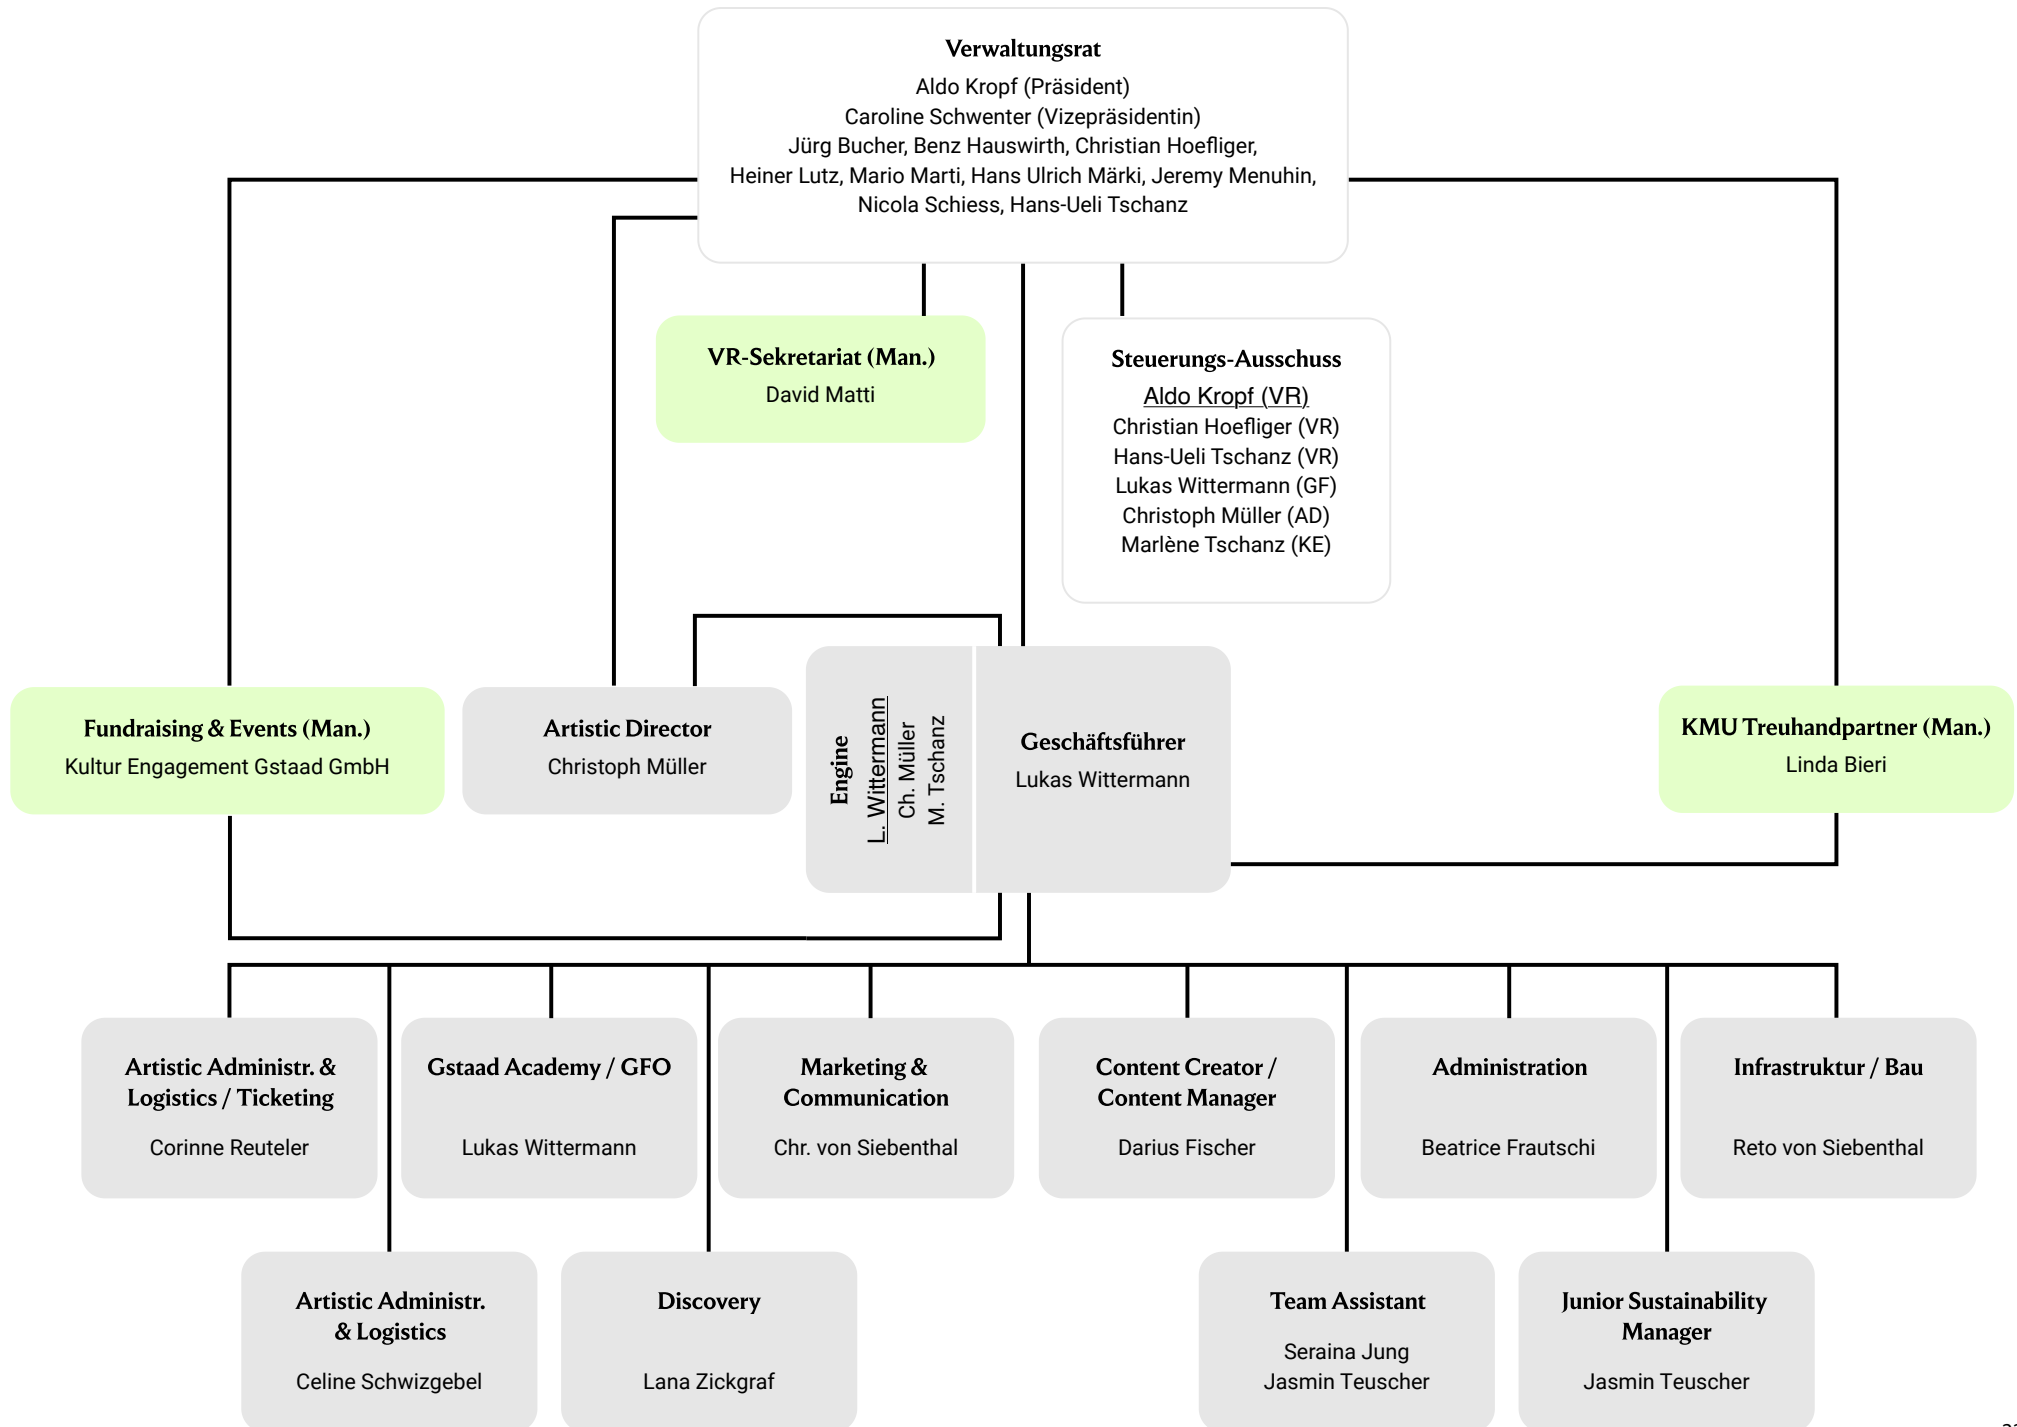 Verwaltungsrat
Aldo Kropf (Präsident)
Caroline Schwenter (Vizepräsidentin)
Jürg Bucher, Benz Hauswirth, Christian Hoefliger,
Heiner Lutz, Mario Marti, Hans Ulrich Märki, Jeremy Menuhin,
Nicola Schiess, Hans-Ueli Tschanz
VR-Sekretariat (Man.)
David Matti
Steuerungs-Ausschuss
Aldo Kropf (VR)
Christian Hoefliger (VR)
Hans-Ueli Tschanz (VR)
Lukas Wittermann (GF)
Christoph Müller (AD)
Marlène Tschanz (KE)
Fundraising & Events (Man.)
Kultur Engagement Gstaad GmbH
Artistic Director
Christoph Müller
Engine
L. Wittermann
Ch. Müller
M. Tschanz
Geschäftsführer
Lukas Wittermann
KMU Treuhandpartner (Man.)
Linda Bieri
Artistic Administr. &
Logistics / Ticketing
Corinne Reuteler
Gstaad Academy / GFO
Lukas Wittermann
Marketing &
Communication
Chr. von Siebenthal
Content Creator /
Content Manager
Darius Fischer
Administration
Beatrice Frautschi
Infrastruktur / Bau
Reto von Siebenthal
Artistic Administr.
& Logistics
Celine Schwizgebel
Discovery
Lana Zickgraf
Team Assistant
Seraina Jung
Jasmin Teuscher
Junior Sustainability
Manager
Jasmin Teuscher